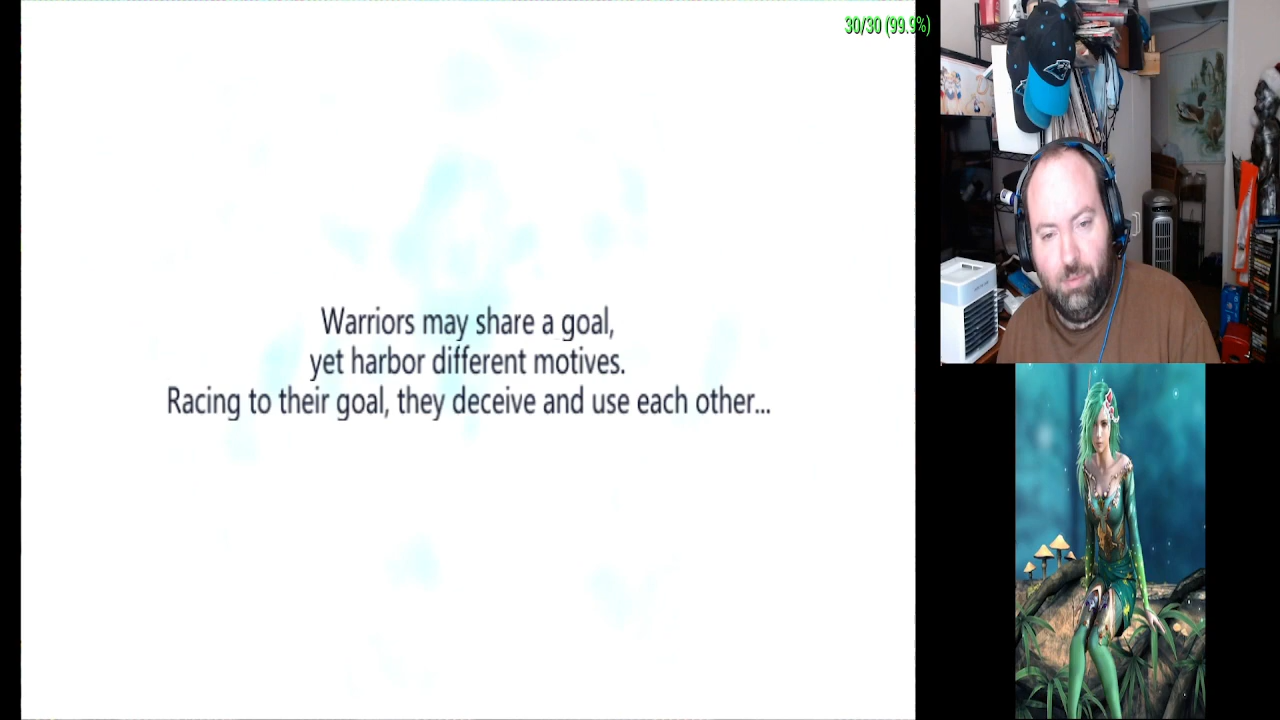 30/30 (99.9%)
Warriors may share a goal,
yet harbor different motives.
Racing to their goal, they deceive and use each other...